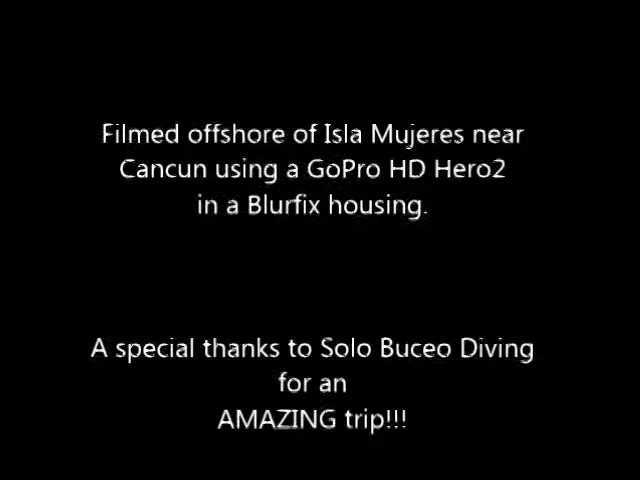 Filmed offshore of Isla Mujeres near
Cancun using a GoPro HD Hero2
in a Blurfix housing.
A special thanks to Solo Buceo Diving
for an
AMAZING trip!!!